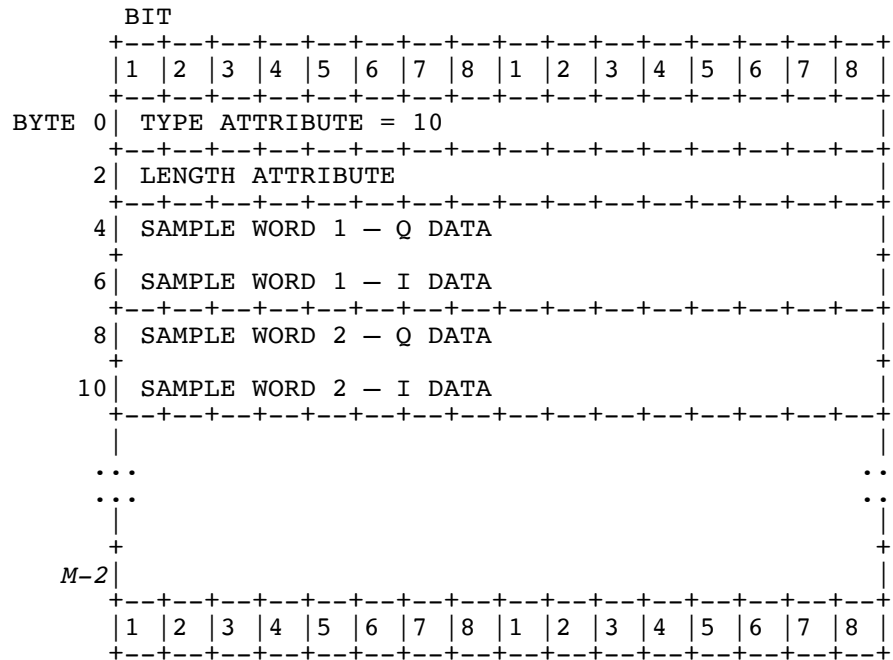 BIT
+--+--+--+--+--+--+--+--+--+--+--+--+--+--+--+--+
|1 |2 |3 |4 |5 |6 |7 |8 |1 |2 |3 |4 |5 |6 |7 |8 |
+--+--+--+--+--+--+--+--+--+--+--+--+--+--+--+--+
BYTE 0| TYPE ATTRIBUTE = 10 |
+--+--+--+--+--+--+--+--+--+--+--+--+--+--+--+--+
2| LENGTH ATTRIBUTE |
+--+--+--+--+--+--+--+--+--+--+--+--+--+--+--+--+
4| SAMPLE WORD 1 – Q DATA |
+ +
6| SAMPLE WORD 1 – I DATA |
+--+--+--+--+--+--+--+--+--+--+--+--+--+--+--+--+
8| SAMPLE WORD 2 – Q DATA |
+ +
10| SAMPLE WORD 2 – I DATA |
+--+--+--+--+--+--+--+--+--+--+--+--+--+--+--+--+
| |
... ..
... ..
| |
+ +
M-2| |
+--+--+--+--+--+--+--+--+--+--+--+--+--+--+--+--+
|1 |2 |3 |4 |5 |6 |7 |8 |1 |2 |3 |4 |5 |6 |7 |8 |
+--+--+--+--+--+--+--+--+--+--+--+--+--+--+--+--+